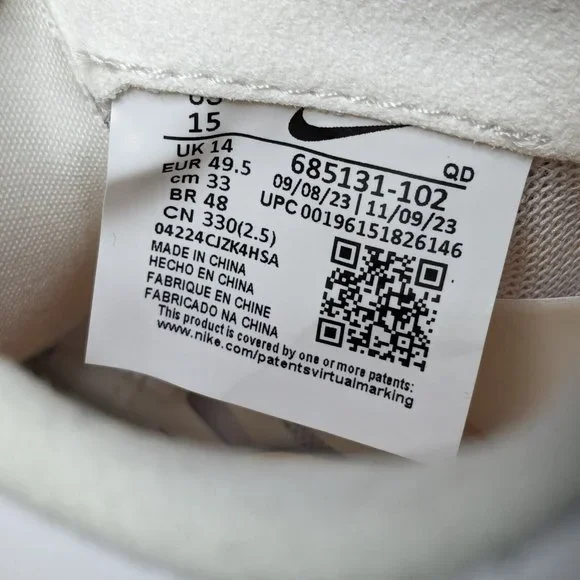 US
15
UK 14
EUR 49.5
cm 33
BR 48
CN 330(2.5)
04224CJZK4HSA
QD
685131-102
09/08/23 | 11/09/23
UPC 00196151826146
MADE IN CHINA
HECHO EN CHINA
FABRIQUE EN CHINE
FABRICADO NA CHINA
This product is covered by one or more patents:
www.nike.com/patentsvirtualmarking